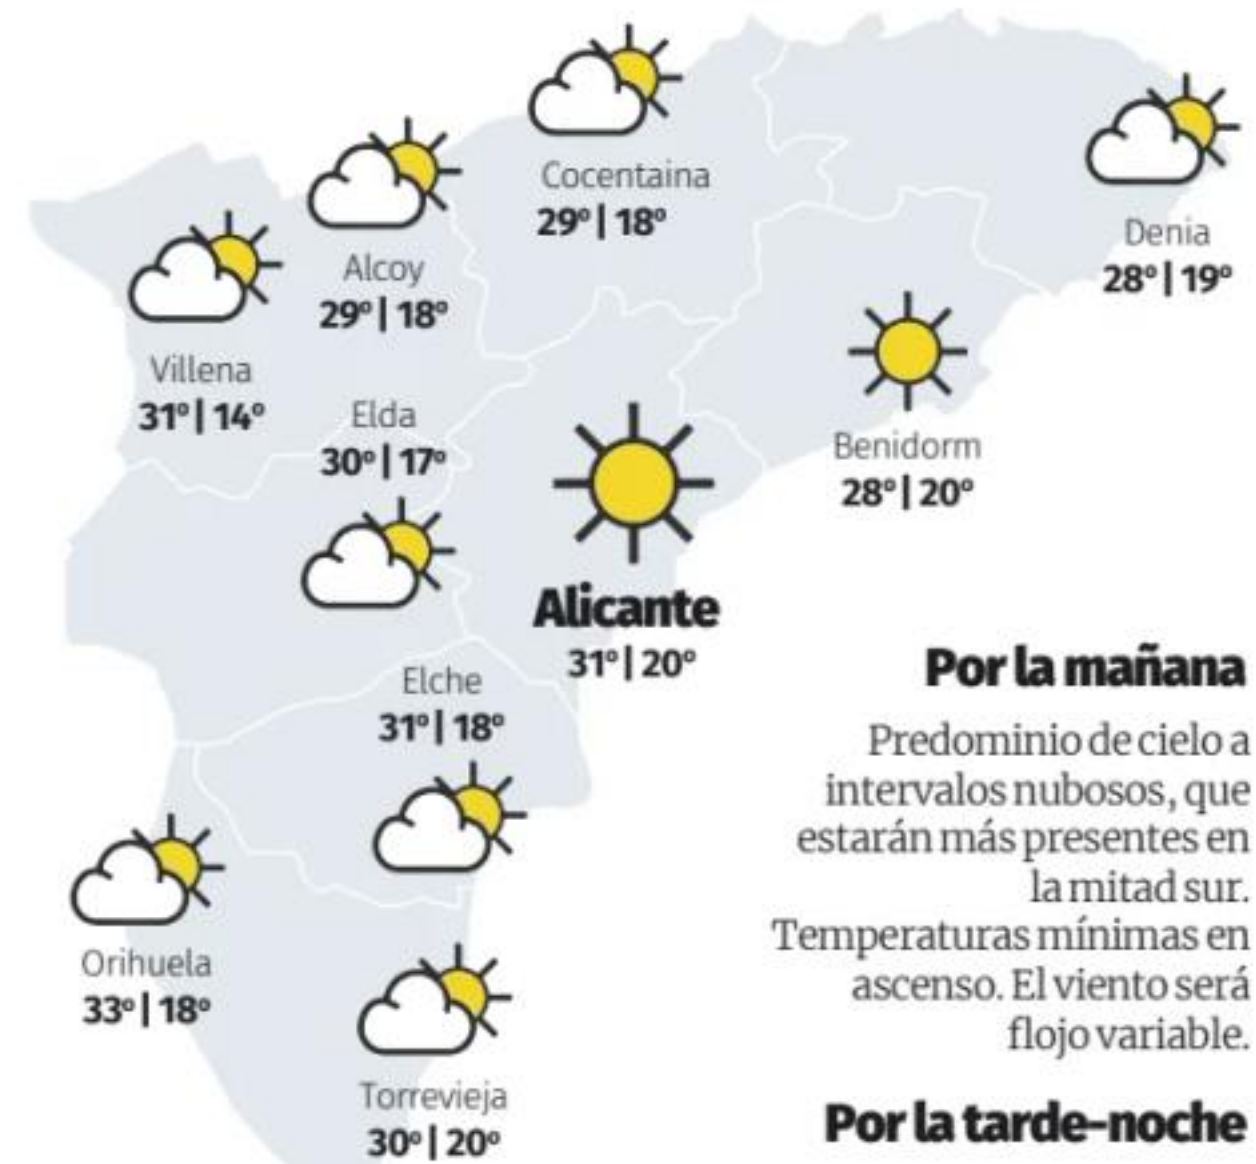 Cocentaina
29º | 18º
Denia
28º | 19º
Alcoy
29º | 18º
Villena
31º | 14º
Elda
30º | 17º
Benidorm
28º | 20º
Alicante
31º | 20º
Elche
31º | 18º
Orihuela
33º | 18º
Torrevieja
30º | 20º
Por la mañana
Predominio de cielo a
intervalos nubosos, que
estarán más presentes en
la mitad sur.
Temperaturas mínimas en
ascenso. El viento será
flojo variable.
Por la tarde-noche